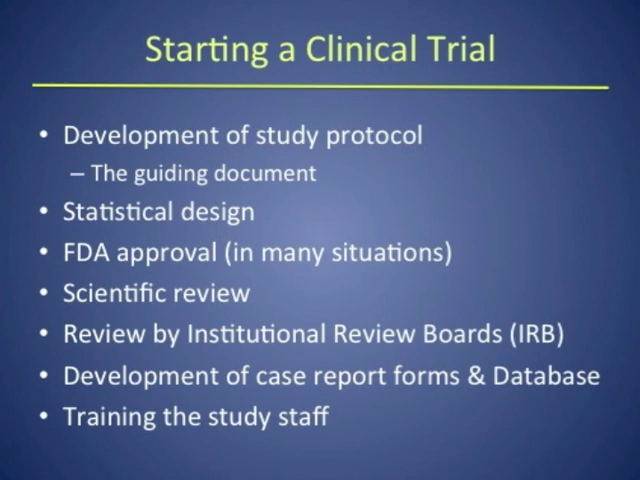 Starting a Clinical Trial
• Development of study protocol
– The guiding document
• Statistical design
• FDA approval (in many situations)
• Scientific review
• Review by Institutional Review Boards (IRB)
• Development of case report forms & Database
• Training the study staff